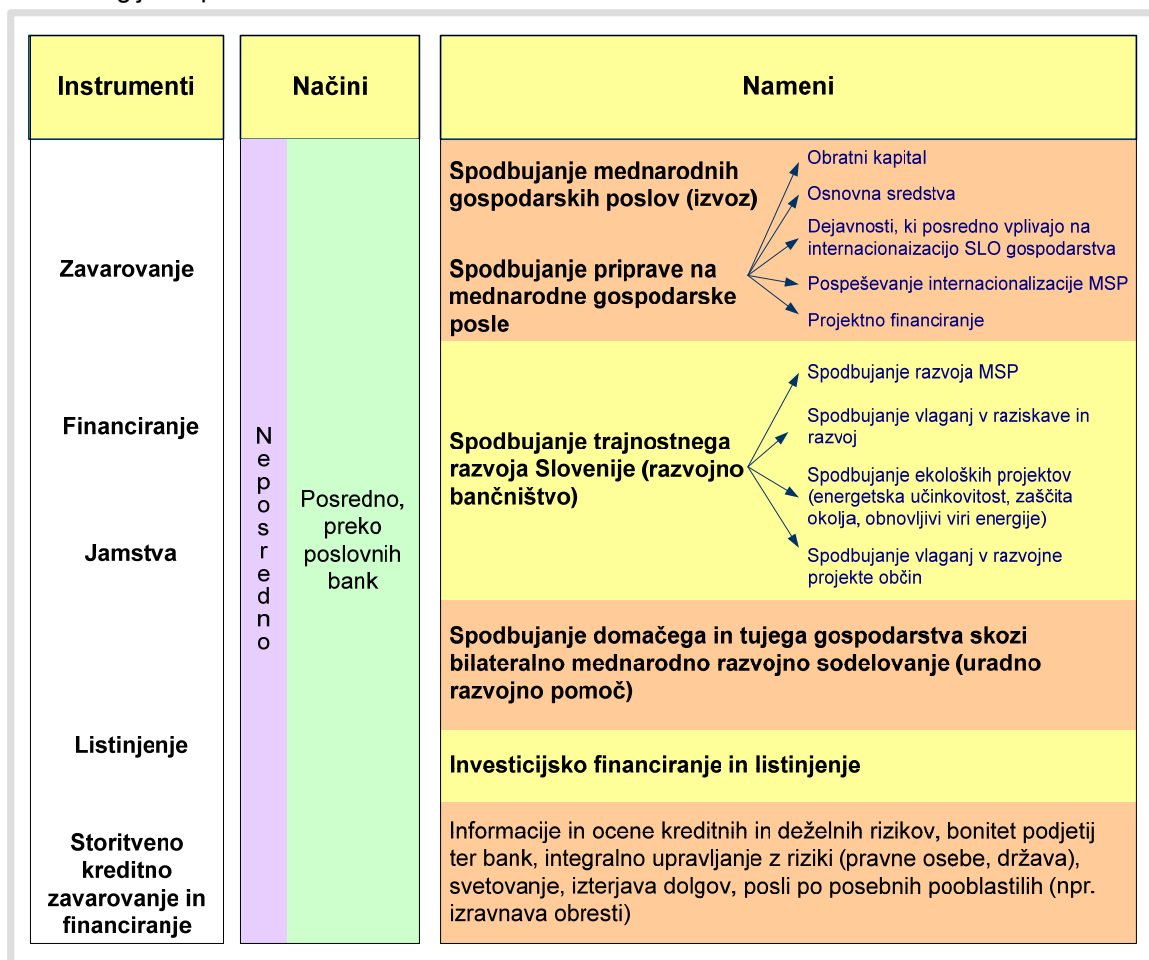 Instrumenti
Načini
Nameni
Zavarovanje
Financiranje
Jamstva
Listinjenje
Storitveno
kreditno
zavarovanje in
financiranje
Neposredno
Posredno,
preko
poslovnih
bank
Spodbujanje mednarodnih
gospodarskih poslov (izvoz)
Spodbujanje priprave na
mednarodne gospodarske
posle
Obratni kapital
Osnovna sredstva
Dejavnosti, ki posredno vplivajo na
internacionaizacijo SLO gospodarstva
Pospeševanje internacionalizacije MSP
Projektno financiranje
Spodbujanje trajnostnega
razvoja Slovenije (razvojno
bančništvo)
Spodbujanje razvoja MSP
Spodbujanje vlaganj v raziskave in
razvoj
Spodbujanje ekoloških projektov
(energetska učinkovitost, zaščita
okolja, obnovljivi viri energije)
Spodbujanje vlaganj v razvojne
projekte občin
Spodbujanje domačega in tujega gospodarstva skozi
bilateralno mednarodno razvojno sodelovanje (uradno
razvojno pomoč)
Investicijsko financiranje in listinjenje
Informacije in ocene kreditnih in deželnih rizikov, bonitet podjetij
ter bank, integralno upravljanje z riziki (pravne osebe, država),
svetovanje, izterjava dolgov, posli po posebnih pooblastilih (npr.
izravnava obresti)